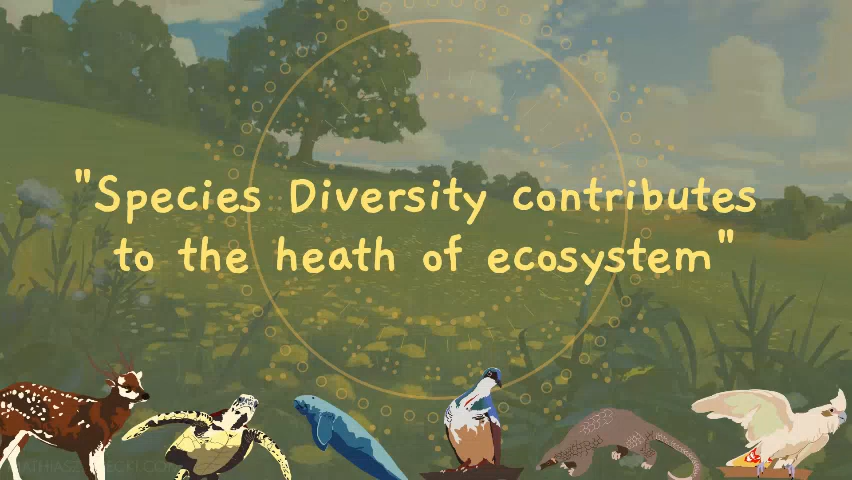 "Species Diversity contributes
to the heath of ecosystem"